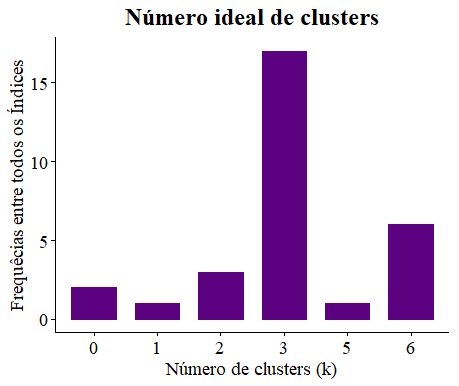 Número ideal de clusters
Frequêcias entre todos os Índices
15
10
5
0
0 1 2 3 5 6
Número de clusters (k)